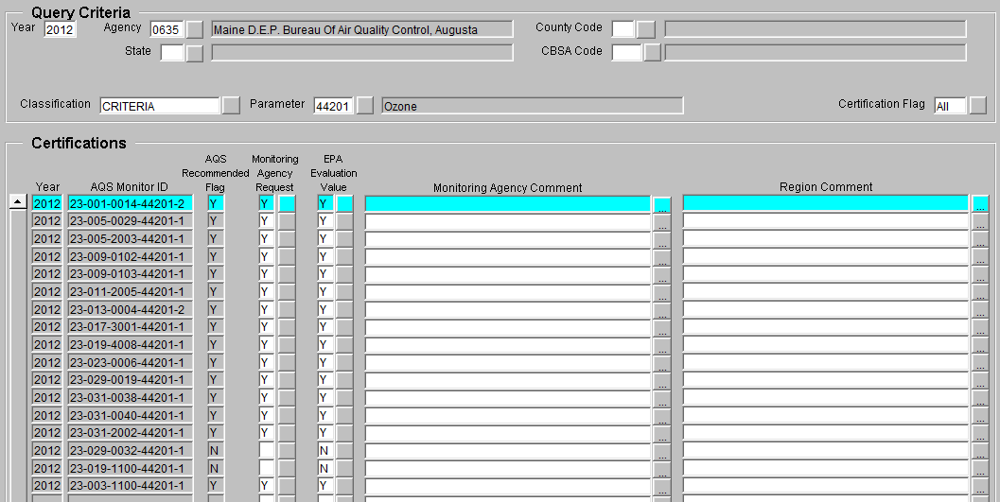 Query Criteria
Year 2012 Agency 0635 Maine D.E.P. Bureau Of Air Quality Control, Augusta County Code
State CBSA Code
Classification CRITERIA Parameter 44201 Ozone Certification Flag All
Certifications
AQS Monitoring EPA
Recommended Agency Evaluation
Year AQS Monitor ID Flag Request Value Monitoring Agency Comment Region Comment
2012 23-001-0014-44201-2 Y Y Y ... ...
2012 23-005-0029-44201-1 Y Y Y ... ...
2012 23-005-2003-44201-1 Y Y Y ... ...
2012 23-009-0102-44201-1 Y Y Y ... ...
2012 23-009-0103-44201-1 Y Y Y ... ...
2012 23-011-2005-44201-1 Y Y Y ... ...
2012 23-013-0004-44201-2 Y Y Y ... ...
2012 23-017-3001-44201-1 Y Y Y ... ...
2012 23-019-4008-44201-1 Y Y Y ... ...
2012 23-023-0006-44201-1 Y Y Y ... ...
2012 23-029-0019-44201-1 Y Y Y ... ...
2012 23-031-0038-44201-1 Y Y Y ... ...
2012 23-031-0040-44201-1 Y Y Y ... ...
2012 23-031-2002-44201-1 Y Y Y ... ...
2012 23-029-0032-44201-1 N N ... ...
2012 23-019-1100-44201-1 N N ... ...
2012 23-003-1100-44201-1 Y Y Y ... ...